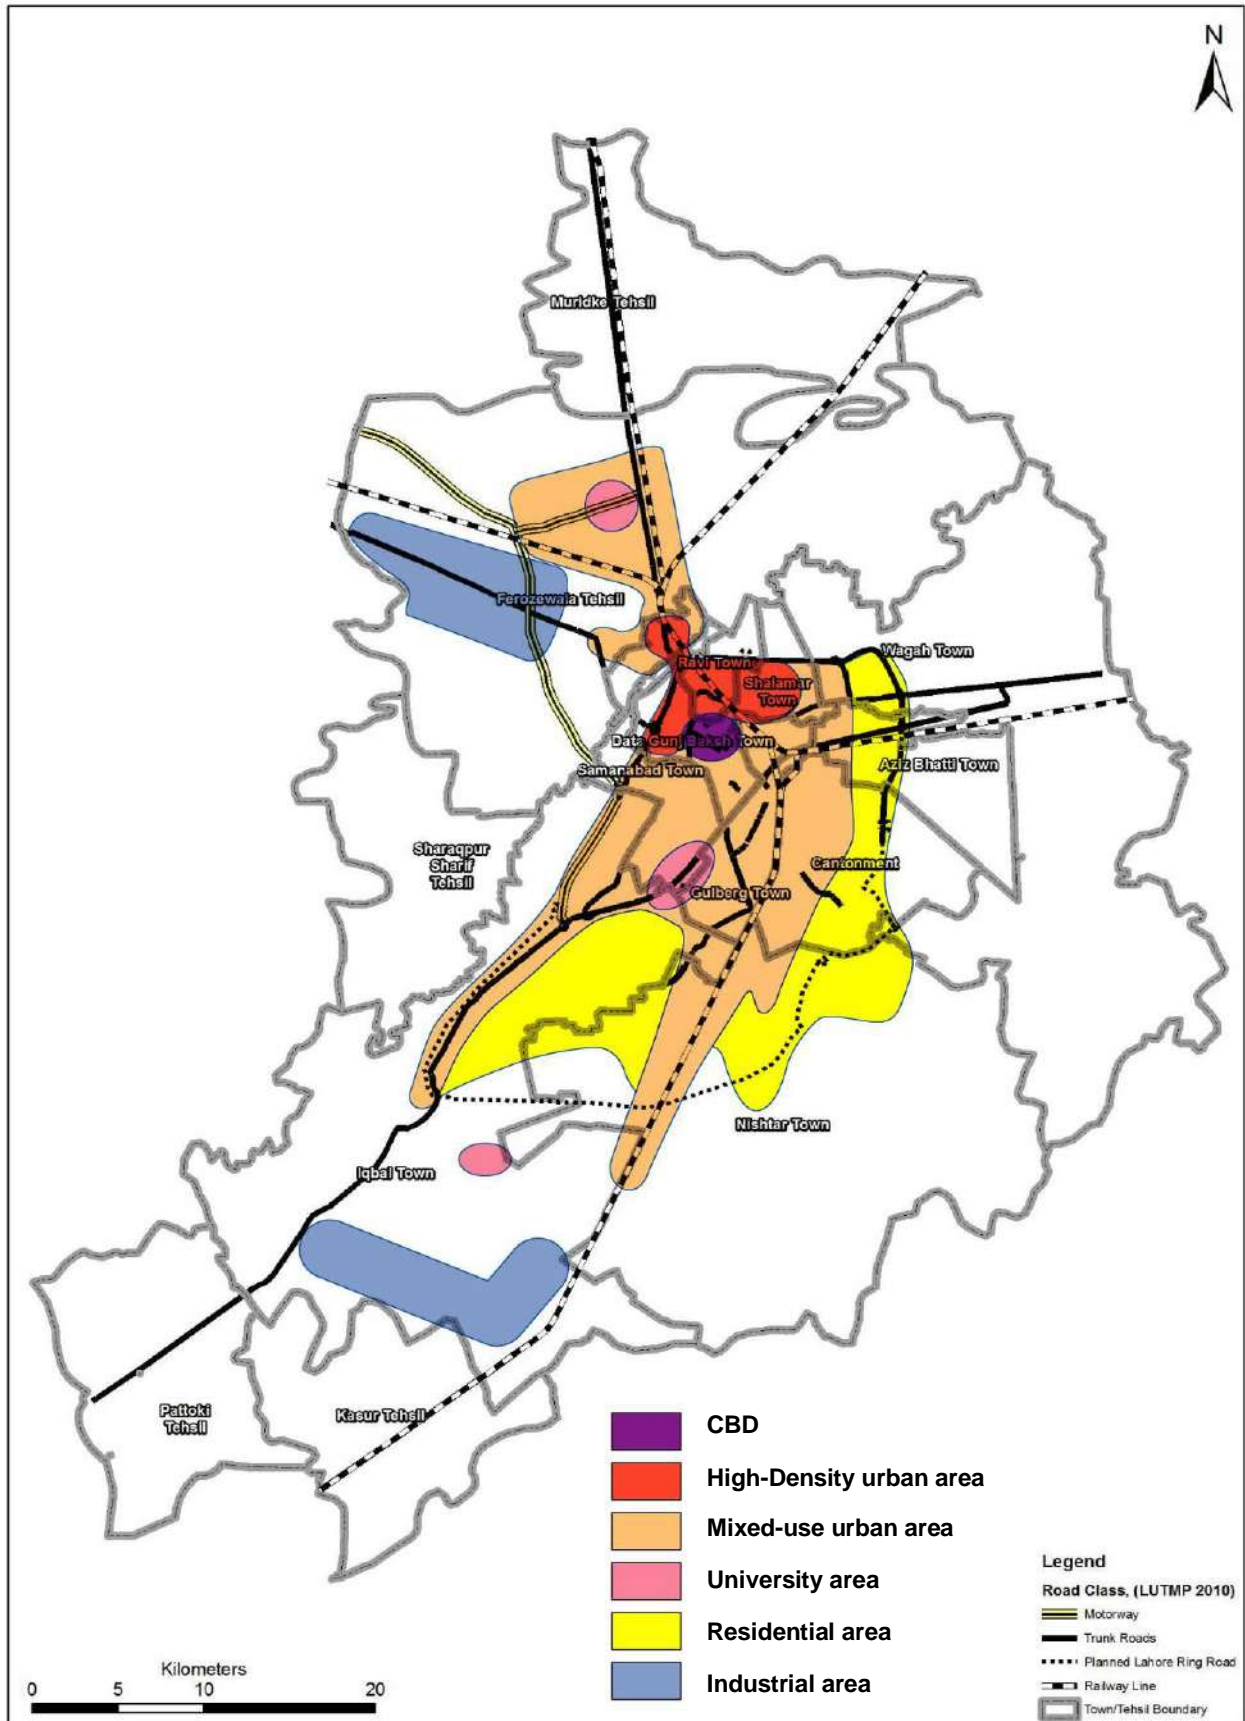 N
Muridke Tehsil
Ferozewala Tehsil
Wagah Town
Ravi Town
Shalamar
Town
Data Gunj Baksh Town
Samanabad Town
Aziz Bhatti Town
Sharaqpur
Sharif
Tehsil
Cantonment
Gulberg Town
Nishtar Town
Iqbal Town
Pattoki
Tehsil
Kasur Tehsil
CBD
High-Density urban area
Mixed-use urban area
University area
Residential area
Industrial area
Legend
Road Class, (LUTMP 2010)
Motorway
Trunk Roads
Planned Lahore Ring Road
Railway Line
Town/Tehsil Boundary
Kilometers
0 5 10 20